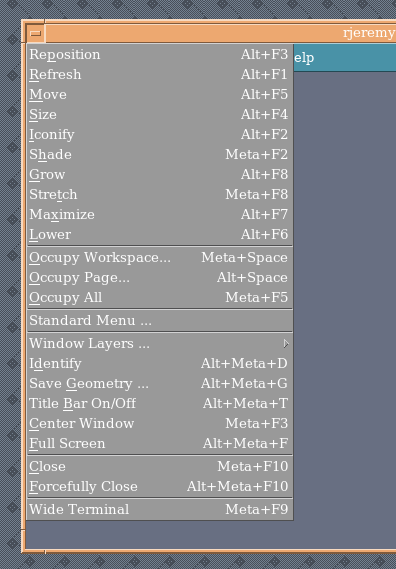 rjeremy
elp
Reposition Alt+F3
Refresh Alt+F1
Move Alt+F5
Size Alt+F4
Iconify Alt+F2
Shade Meta+F2
Grow Alt+F8
Stretch Meta+F8
Maximize Alt+F7
Lower Alt+F6
Occupy Workspace... Meta+Space
Occupy Page... Alt+Space
Occupy All Meta+F5
Standard Menu ...
Window Layers ...
Identify Alt+Meta+D
Save Geometry ... Alt+Meta+G
Title Bar On/Off Alt+Meta+T
Center Window Meta+F3
Full Screen Alt+Meta+F
Close Meta+F10
Forcefully Close Alt+Meta+F10
Wide Terminal Meta+F9